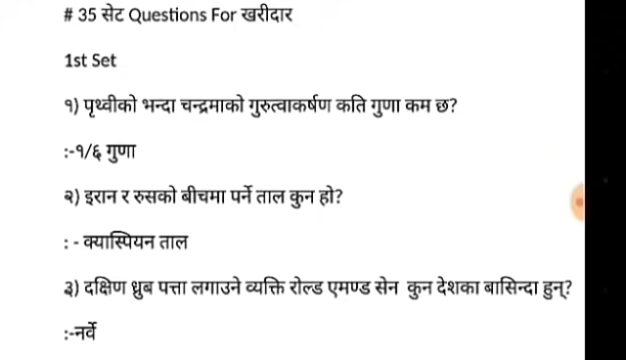 # 35 सेट Questions For खरीदार
1st Set
१) पृथ्वीको भन्दा चन्द्रमाको गुरुत्वाकर्षण कति गुणा कम छ?
:-१/६ गुणा
२) इरान र रुसको बीचमा पर्ने ताल कुन हो?
: - क्यास्पियन ताल
३) दक्षिण ध्रुब पत्ता लगाउने व्यक्ति रोल्ड एमण्ड सेन कुन देशका बासिन्दा हुन्?
:-नर्वे